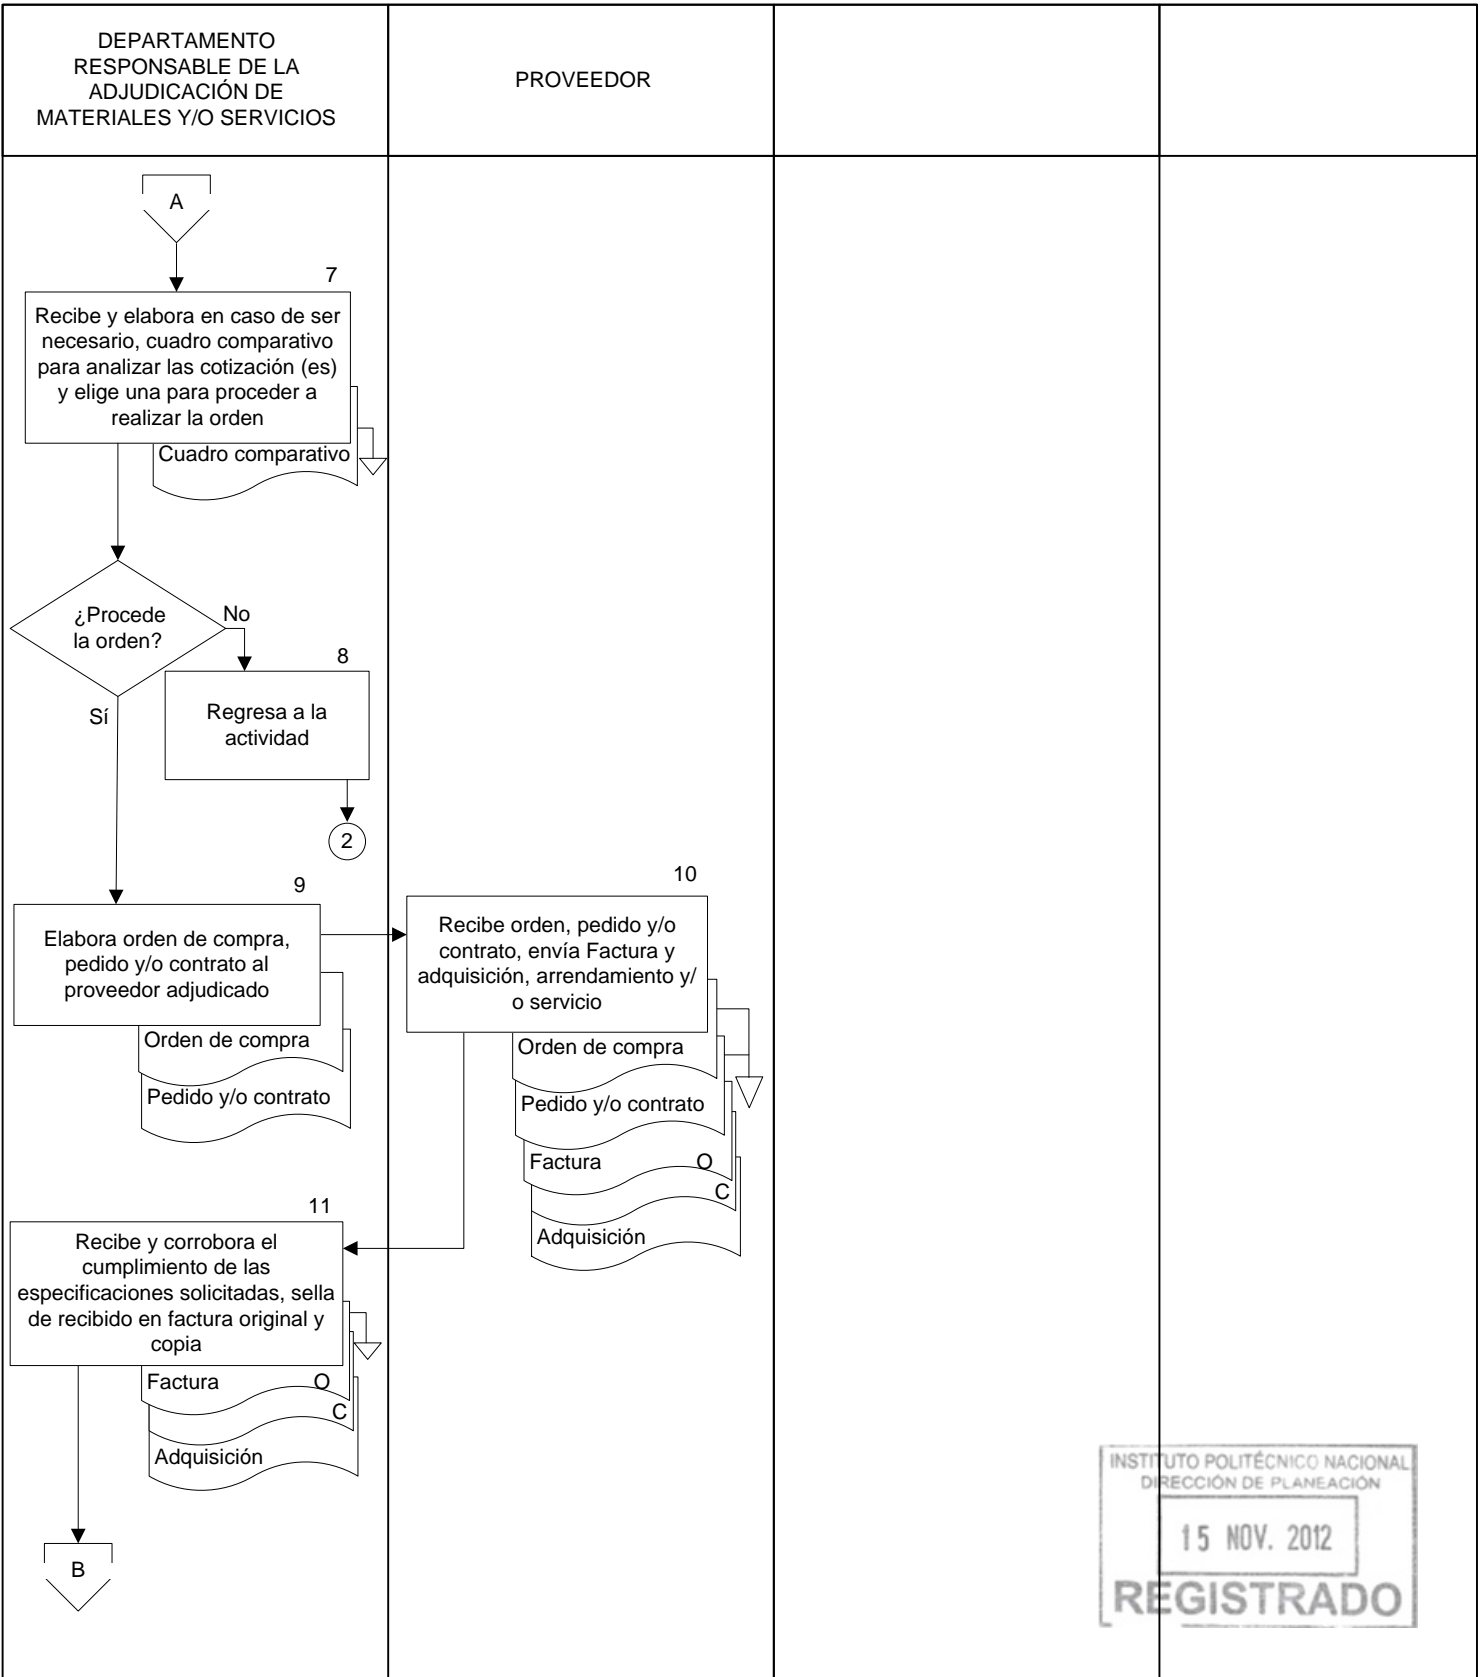 DEPARTAMENTO
RESPONSABLE DE LA
ADJUDICACIÓN DE
MATERIALES Y/O SERVICIOS
PROVEEDOR
A
7
Recibe y elabora en caso de ser
necesario, cuadro comparativo
para analizar las cotización (es)
y elige una para proceder a
realizar la orden
Cuadro comparativo
¿Procede
la orden?
No
Sí
8
Regresa a la
actividad
2
9
Elabora orden de compra,
pedido y/o contrato al
proveedor adjudicado
Orden de compra
Pedido y/o contrato
10
Recibe orden, pedido y/o
contrato, envía Factura y
adquisición, arrendamiento y/
o servicio
Orden de compra
Pedido y/o contrato
Factura O
C
Adquisición
11
Recibe y corrobora el
cumplimiento de las
especificaciones solicitadas, sella
de recibido en factura original y
copia
Factura O
C
Adquisición
B
INSTITUTO POLITÉCNICO NACIONAL
DIRECCIÓN DE PLANEACIÓN
15 NOV. 2012
REGISTRADO